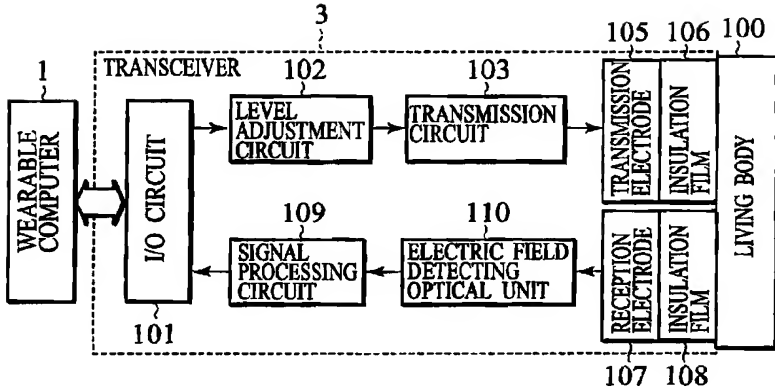 3
105
106
100
1
TRANSCEIVER
102
103
WEARABLE
COMPUTER
I/O CIRCUIT
LEVEL
ADJUSTMENT
CIRCUIT
TRANSMISSION
CIRCUIT
TRANSMISSION
ELECTRODE
INSULATION
FILM
LIVING BODY
109
110
SIGNAL
PROCESSING
CIRCUIT
ELECTRIC FIELD
DETECTING
OPTICAL UNIT
RECEPTION
ELECTRODE
INSULATION
FILM
101
107
108